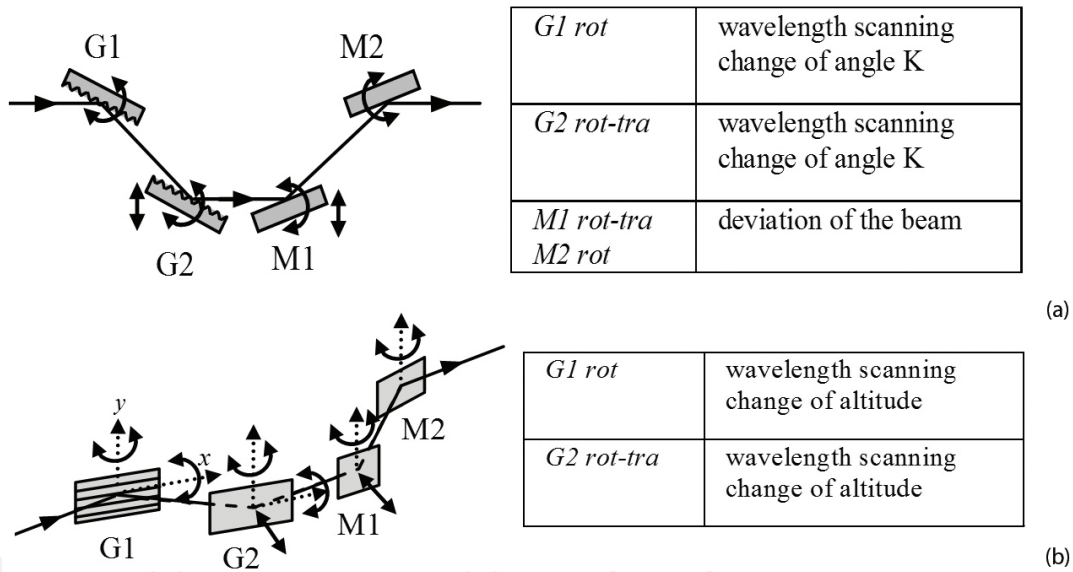 G1
M2
G2
M1
G1 rot
wavelength scanning
change of angle K
G2 rot-tra
wavelength scanning
change of angle K
M1 rot-tra
M2 rot
deviation of the beam
(a)
y
x
G1
G2
M1
M2
G1 rot
wavelength scanning
change of altitude
G2 rot-tra
wavelength scanning
change of altitude
(b)